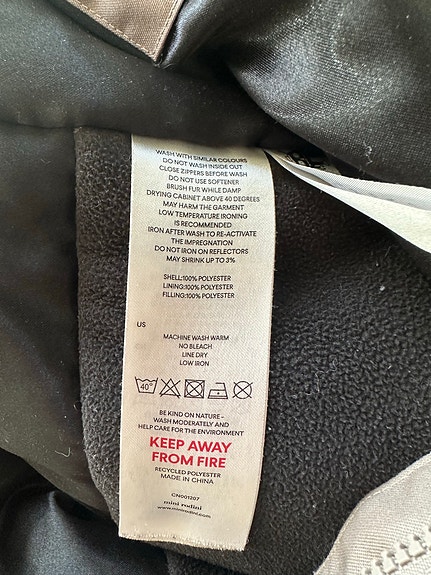 WASH WITH SIMILAR COLOURS
DO NOT WASH INSIDE OUT
CLOSE ZIPPERS BEFORE WASH
DO NOT USE SOFTENER
BRUSH FUR WHILE DAMP
DRYING CABINET ABOVE 40 DEGREES
MAY HARM THE GARMENT
LOW TEMPERATURE IRONING
IS RECOMMENDED
IRON AFTER WASH TO RE-ACTIVATE
THE IMPREGNATION
DO NOT IRON ON REFLECTORS
MAY SHRINK UP TO 3%
SHELL:100% POLYESTER
LINING:100% POLYESTER
FILLING:100% POLYESTER
US
MACHINE WASH WARM
NO BLEACH
LINE DRY
LOW IRON
40°
BE KIND ON NATURE –
WASH MODERATELY AND
HELP CARE FOR THE ENVIRONMENT
KEEP AWAY
FROM FIRE
RECYCLED POLYESTER
MADE IN CHINA
CN001207
mini rodini
www.minirodini.com